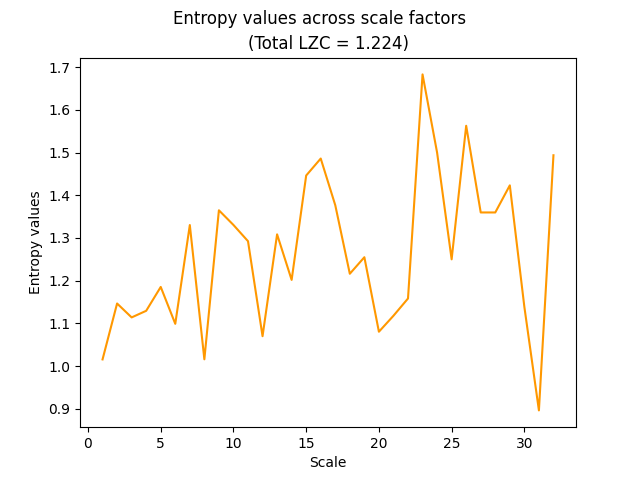 Entropy values across scale factors
(Total LZC = 1.224)
1.7
1.6
1.5
1.4
1.3
1.2
1.1
1.0
0.9
Entropy values
0 5 10 15 20 25 30
Scale